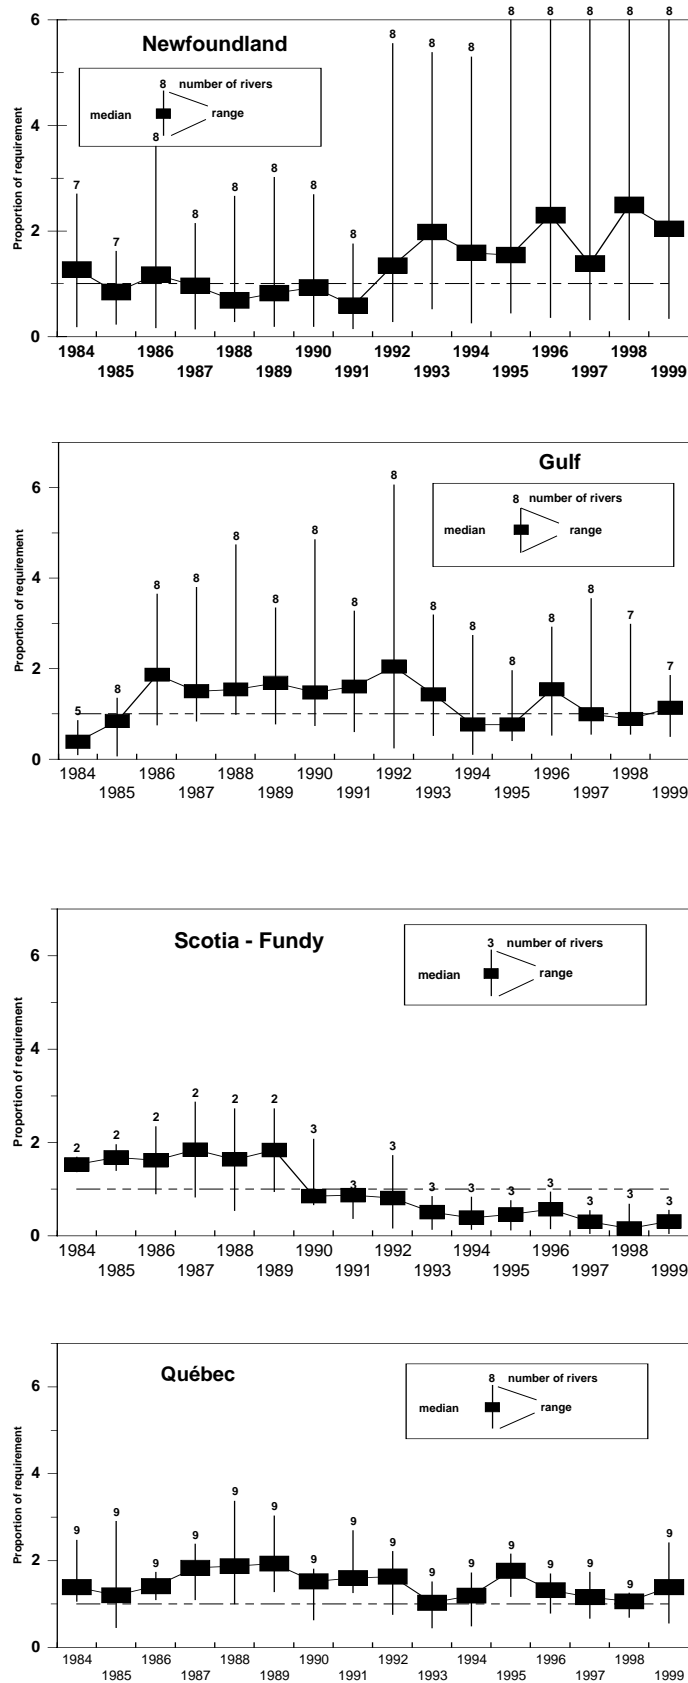 8 8 8 8 8
6
8 8 8
Newfoundland
8 number of rivers
median range
4
8
7
8 8 8 8
7 8
2
0
Proportion of requirement
1984 1986 1988 1990 1992 1994 1996 1998
1985 1987 1989 1991 1993 1995 1997 1999
Gulf
6
8
8 number of rivers
median range
4
8 8
8 8 8 8 8 8 8 8 7
2
8 8 7
5
0
Proportion of requirement
1984 1986 1988 1990 1992 1994 1996 1998
1985 1987 1989 1991 1993 1995 1997 1999
Scotia - Fundy
3 number of rivers
6
median range
4
2 2 2
2 2 2 3 3
2
3 3 3 3 3 3 3 3
0
Proportion of requirement
1984 1986 1988 1990 1992 1994 1996 1998
1985 1987 1989 1991 1993 1995 1997 1999
Québec
8 number of rivers
6
median range
4
9 9 9 9 9 9 9 9 9 9 9 9 9 9 9 9
2
0
Proportion of requirement
1984 1986 1988 1990 1992 1994 1996 1998
1985 1987 1989 1991 1993 1995 1997 1999